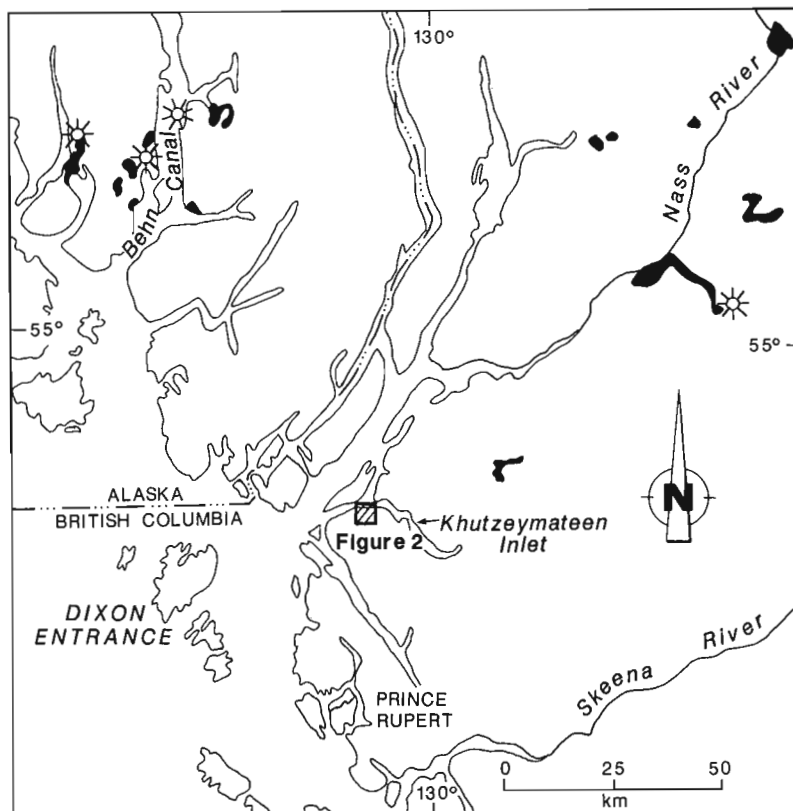 130°
Nass River
Behn Canal
55°
55°
ALASKA
BRITISH COLUMBIA
N
Figure 2
Khutzeymateen
Inlet
DIXON
ENTRANCE
PRINCE
RUPERT
Skeena River
130°
0 25 50
km